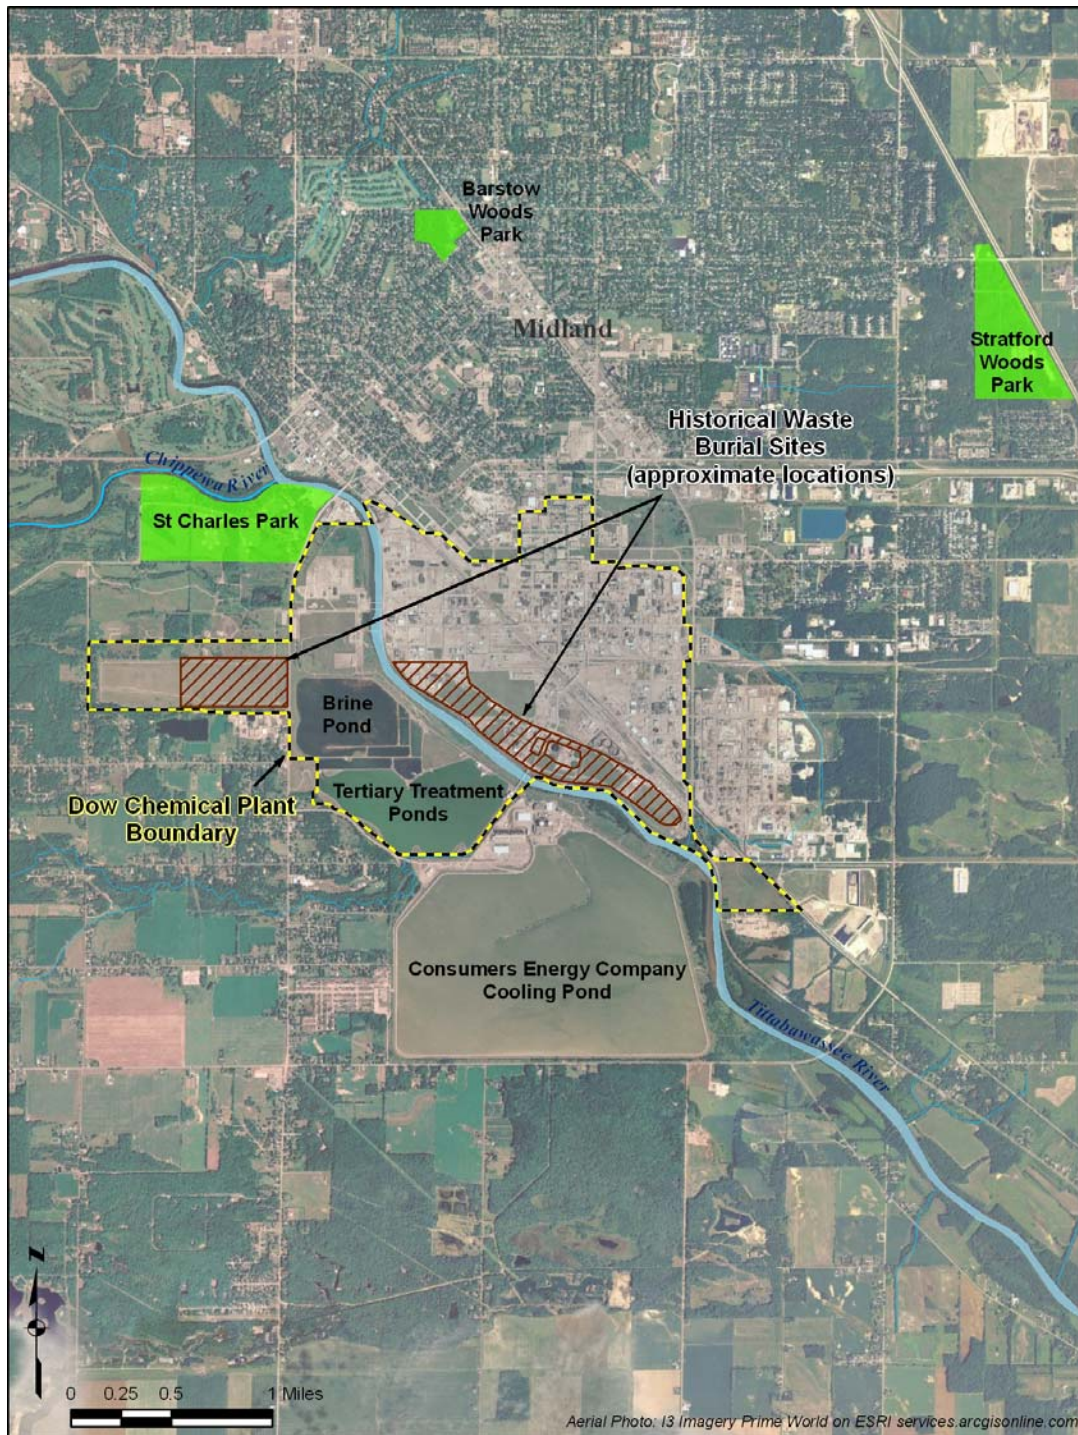 Barstow
Woods
Park
Midland
Stratford
Woods
Park
Historical Waste
Burial Sites
(approximate locations)
Chippewa River
St Charles Park
Brine
Pond
Tertiary Treatment
Ponds
Dow Chemical Plant
Boundary
Consumers Energy Company
Cooling Pond
Tittabawassee River
N
0 0.25 0.5 1 Miles
Aerial Photo: I3 Imagery Prime World on ESRI services.arcgisonline.com